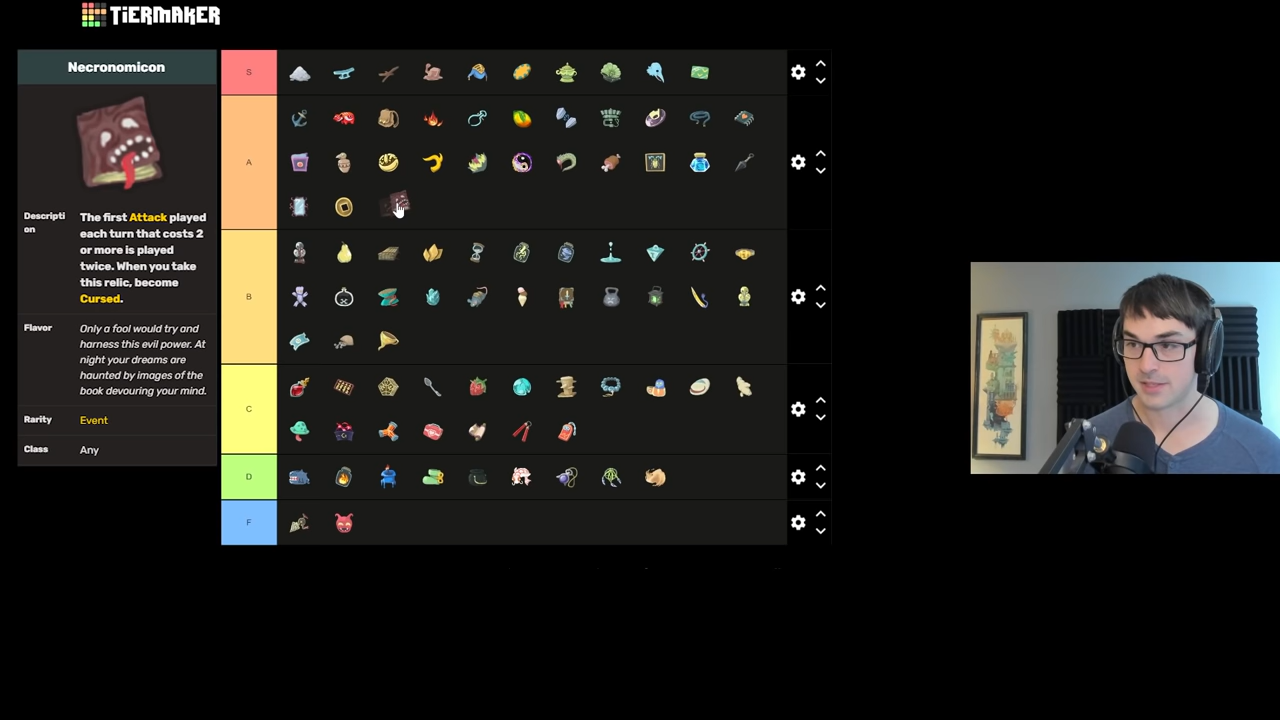 TiERMAKER
Necronomicon
Descripti
on
The first Attack played
each turn that costs 2
or more is played
twice. When you take
this relic, become
Cursed.
Flavor
Only a fool would try and
harness this evil power. At
night your dreams are
haunted by images of the
book devouring your mind.
Rarity
Event
Class
Any
S
A
B
C
D
F